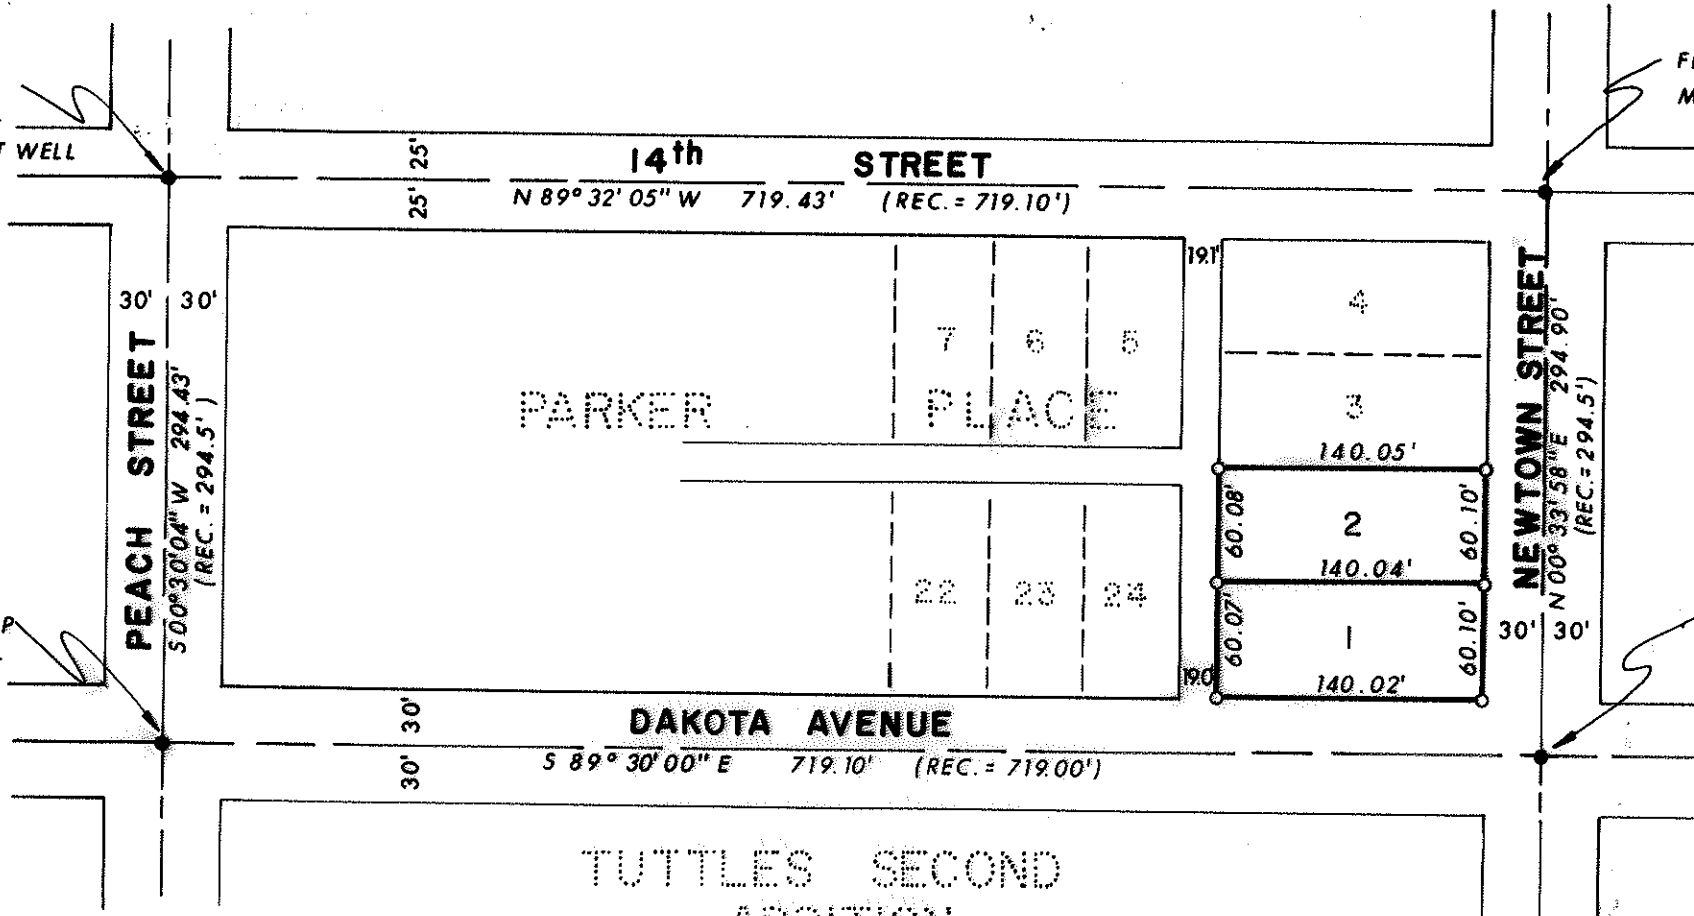 FI
M
T WELL
25'
14th STREET
25'
N 89° 32' 05" W 719.43' (REC. = 719.10')
19.1'
30' 30'
4
7 6 5
PEACH STREET
S 00° 30' 04" W 294.43'
(REC. = 294.5')
NEWTOWN STREET
N 00° 33' 58" E 294.90'
(REC. = 294.5')
PARKER PLACE
3
140.05'
60.08'
2
60.10'
140.04'
22 23 24
60.07'
1
60.10'
30' 30'
P
19.0'
140.02'
30'
DAKOTA AVENUE
30'
S 89° 30' 00" E 719.10' (REC. = 719.00')
TUTTLES SECOND
ADDITION